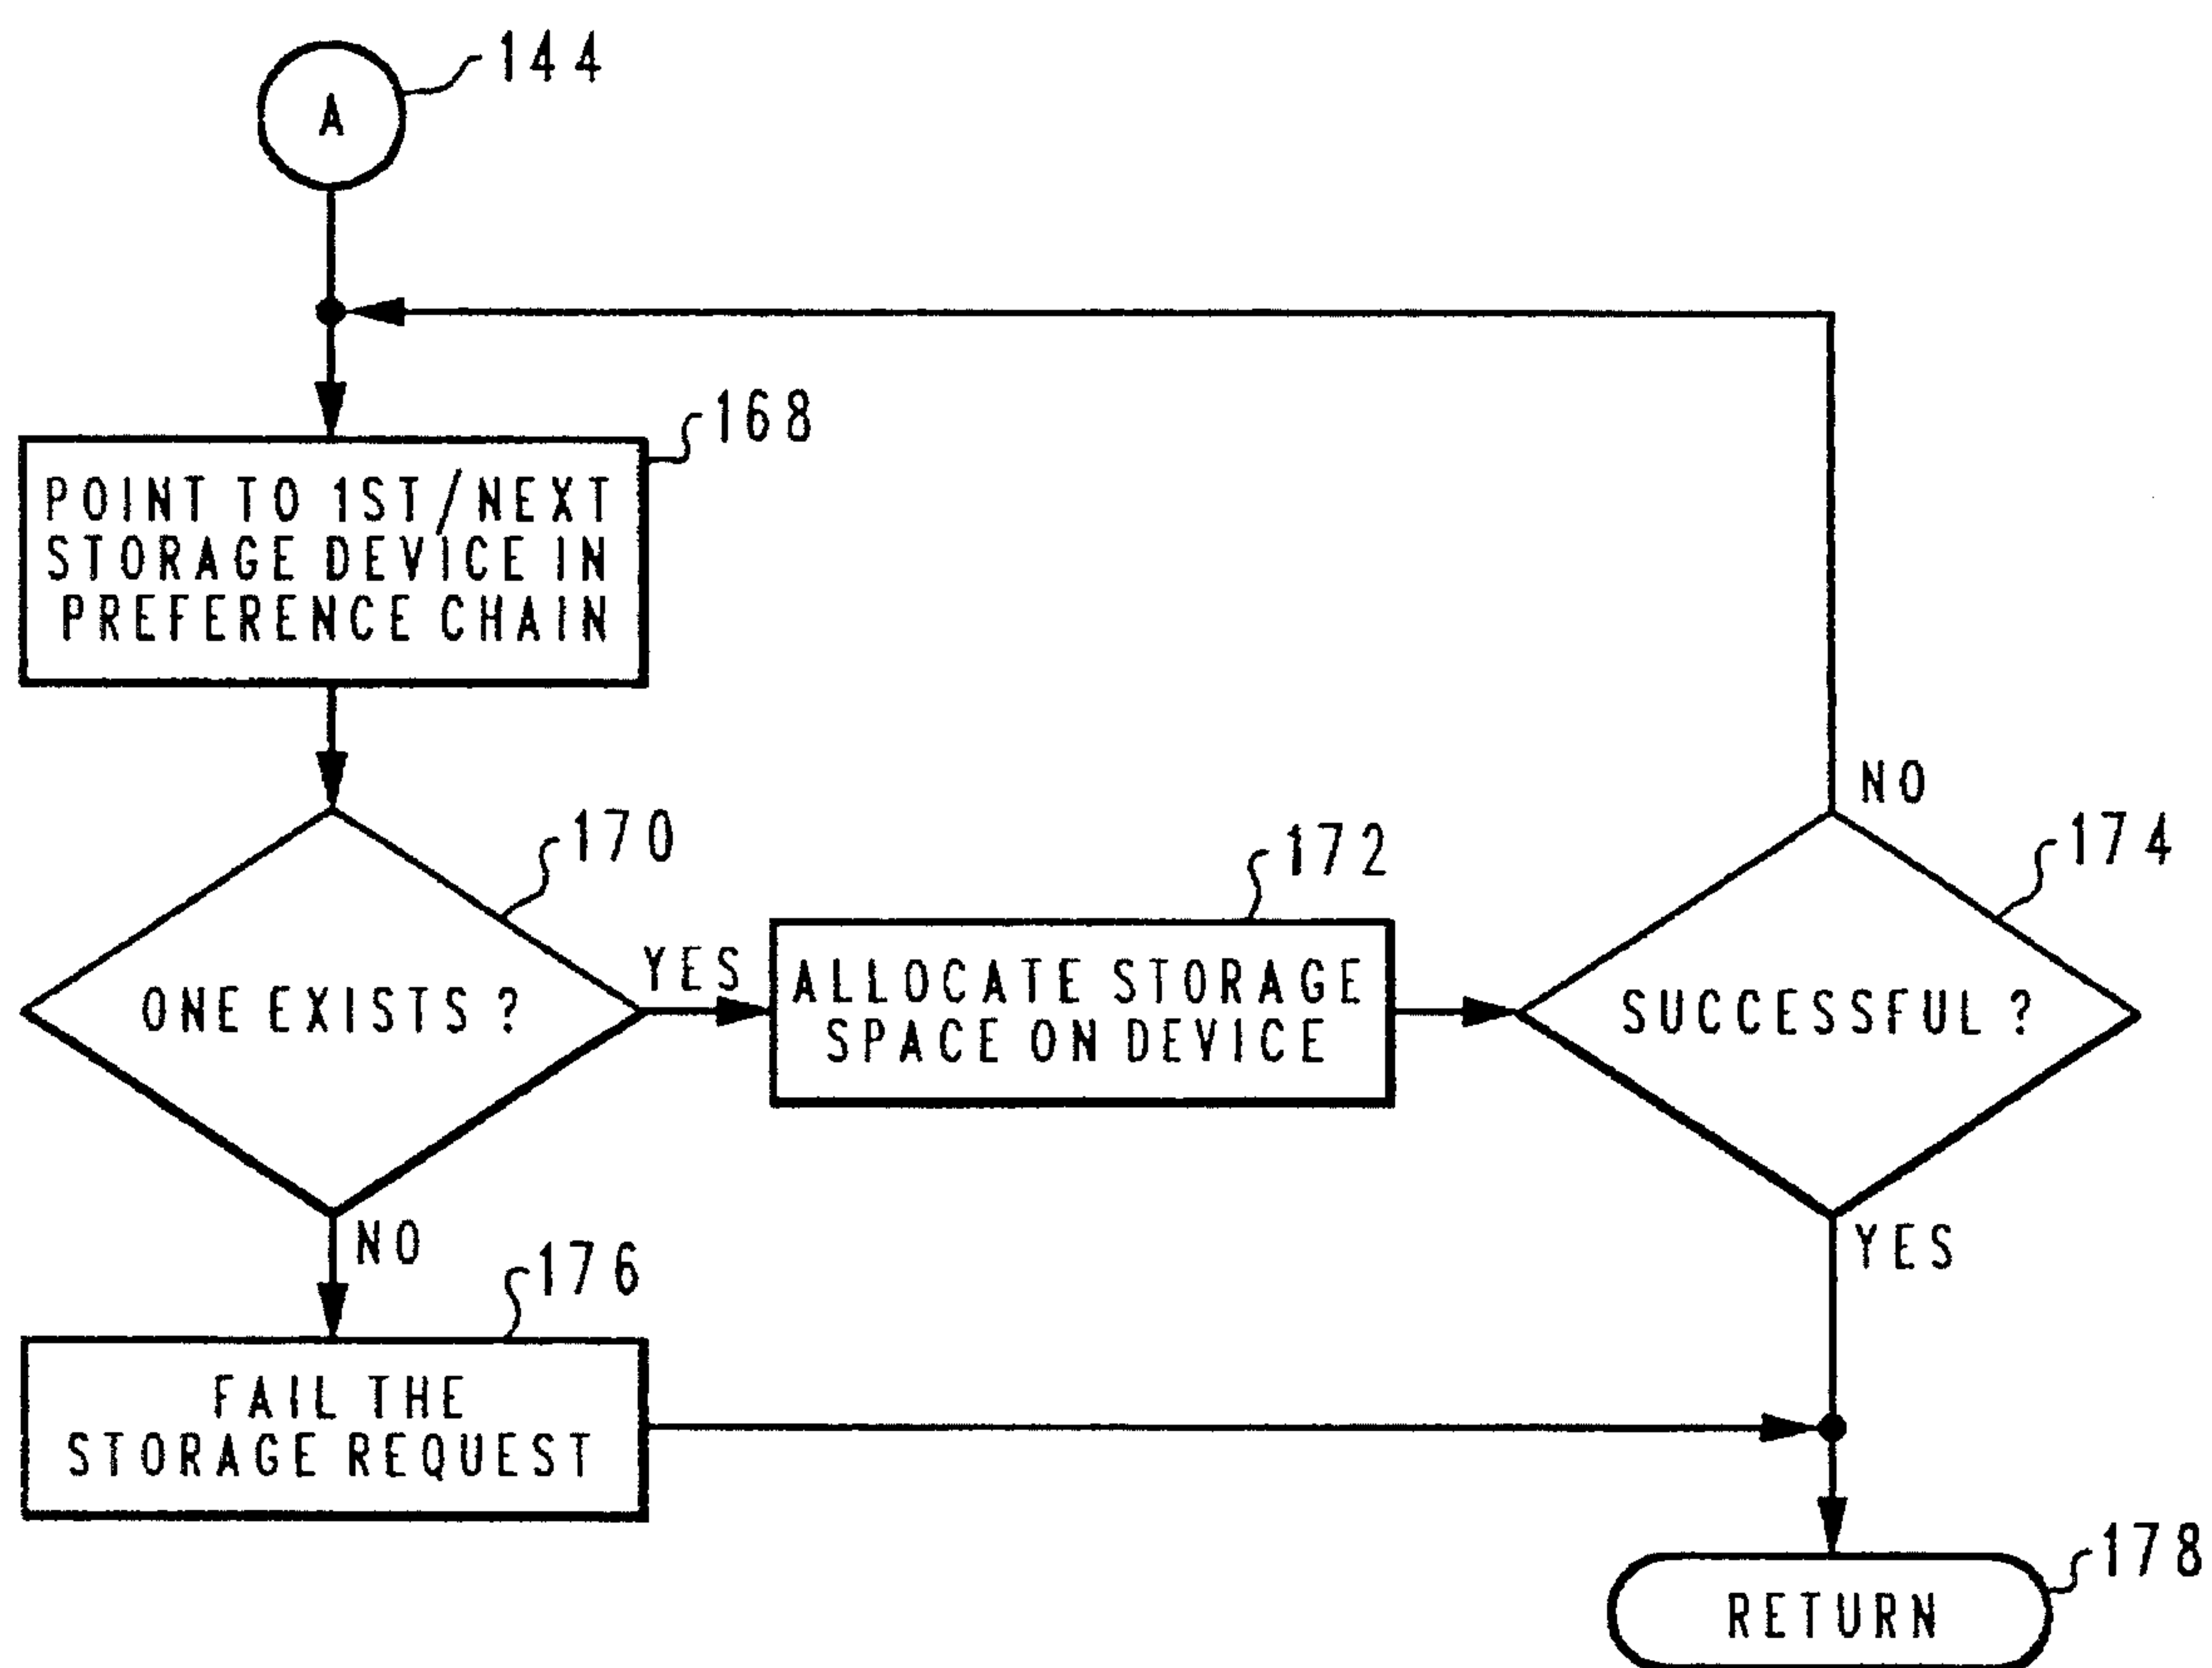 144
A
168
POINT TO 1ST/NEXT
STORAGE DEVICE IN
PREFERENCE CHAIN
NO
170
172
174
ONE EXISTS ?
YES
ALLOCATE STORAGE
SPACE ON DEVICE
SUCCESSFUL ?
NO
YES
176
FAIL THE
STORAGE REQUEST
178
RETURN